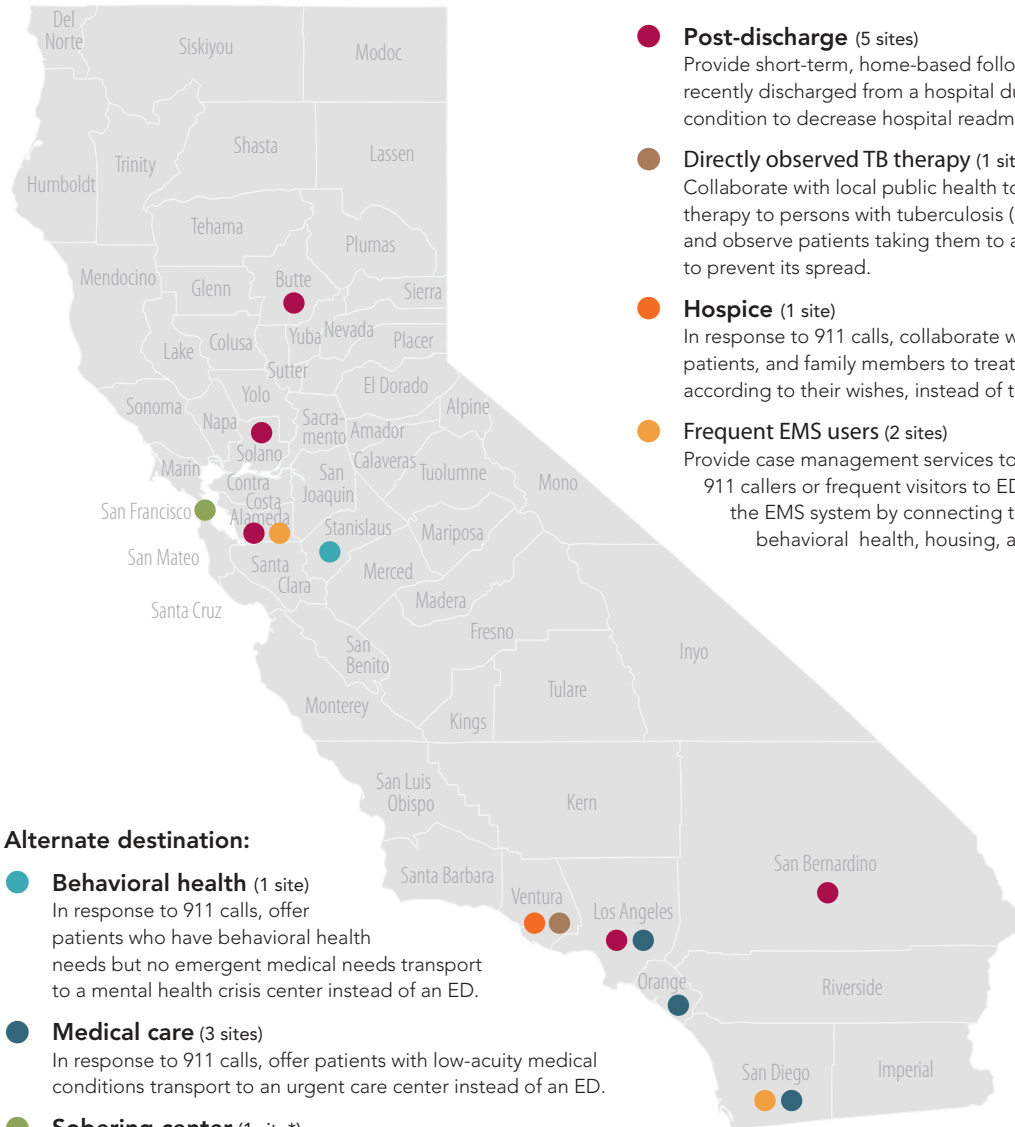 Del
Norte
Siskiyou
Modoc
Humboldt
Trinity
Shasta
Lassen
Tehama
Plumas
Mendocino
Glenn
Butte
Sierra
Lake
Colusa
Yuba
Nevada
Placer
Sutter
Sonoma
Napa
Yolo
El Dorado
Sacra-
mento
Amador
Alpine
Marin
Solano
Calaveras
Tuolumne
Contra
Costa
San
Joaquin
Mono
San Francisco
Alameda
Stanislaus
Mariposa
San Mateo
Santa
Clara
Merced
Santa Cruz
Madera
San
Benito
Fresno
Inyo
Monterey
Kings
Tulare
San Luis
Obispo
Kern
Santa Barbara
Ventura
Los Angeles
San Bernardino
Orange
Riverside
San Diego
Imperial
Post-discharge (5 sites)
Provide short-term, home-based follo
recently discharged from a hospital du
condition to decrease hospital readm
Directly observed TB therapy (1 sit
Collaborate with local public health to
therapy to persons with tuberculosis (
and observe patients taking them to a
to prevent its spread.
Hospice (1 site)
In response to 911 calls, collaborate w
patients, and family members to treat
according to their wishes, instead of t
Frequent EMS users (2 sites)
Provide case management services to
911 callers or frequent visitors to ED
the EMS system by connecting t
behavioral health, housing, a
Alternate destination:
Behavioral health (1 site)
In response to 911 calls, offer
patients who have behavioral health
needs but no emergent medical needs transport
to a mental health crisis center instead of an ED.
Medical care (3 sites)
In response to 911 calls, offer patients with low-acuity medical
conditions transport to an urgent care center instead of an ED.
Sobering center (1 site*)